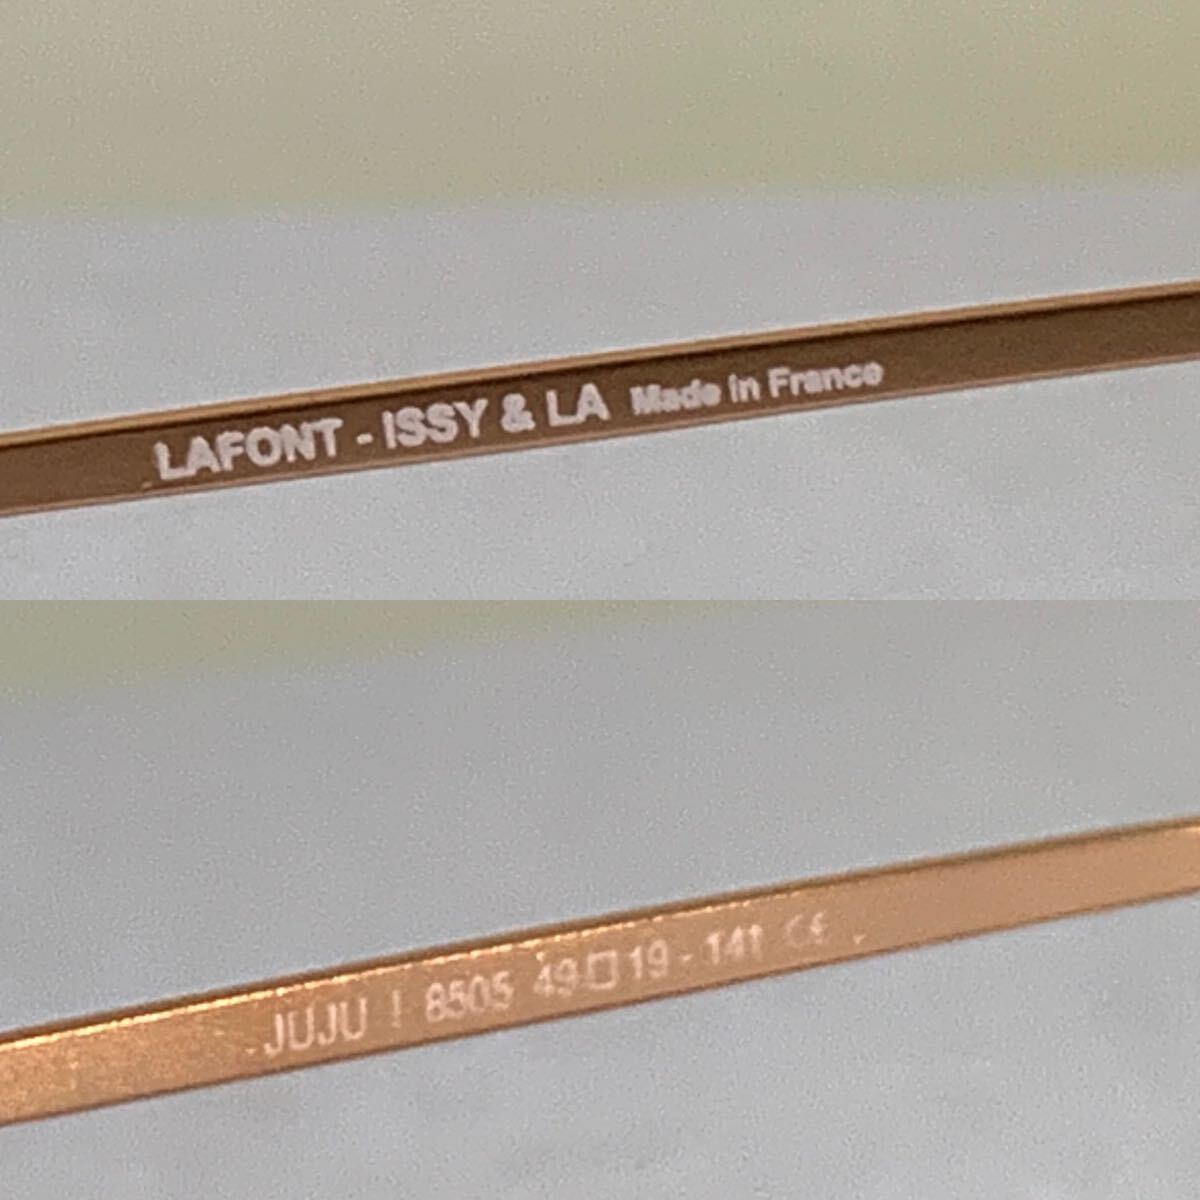 LAFONT - ISSY & LA Made in France
JUJU | 8505 49□19 - 141 CE